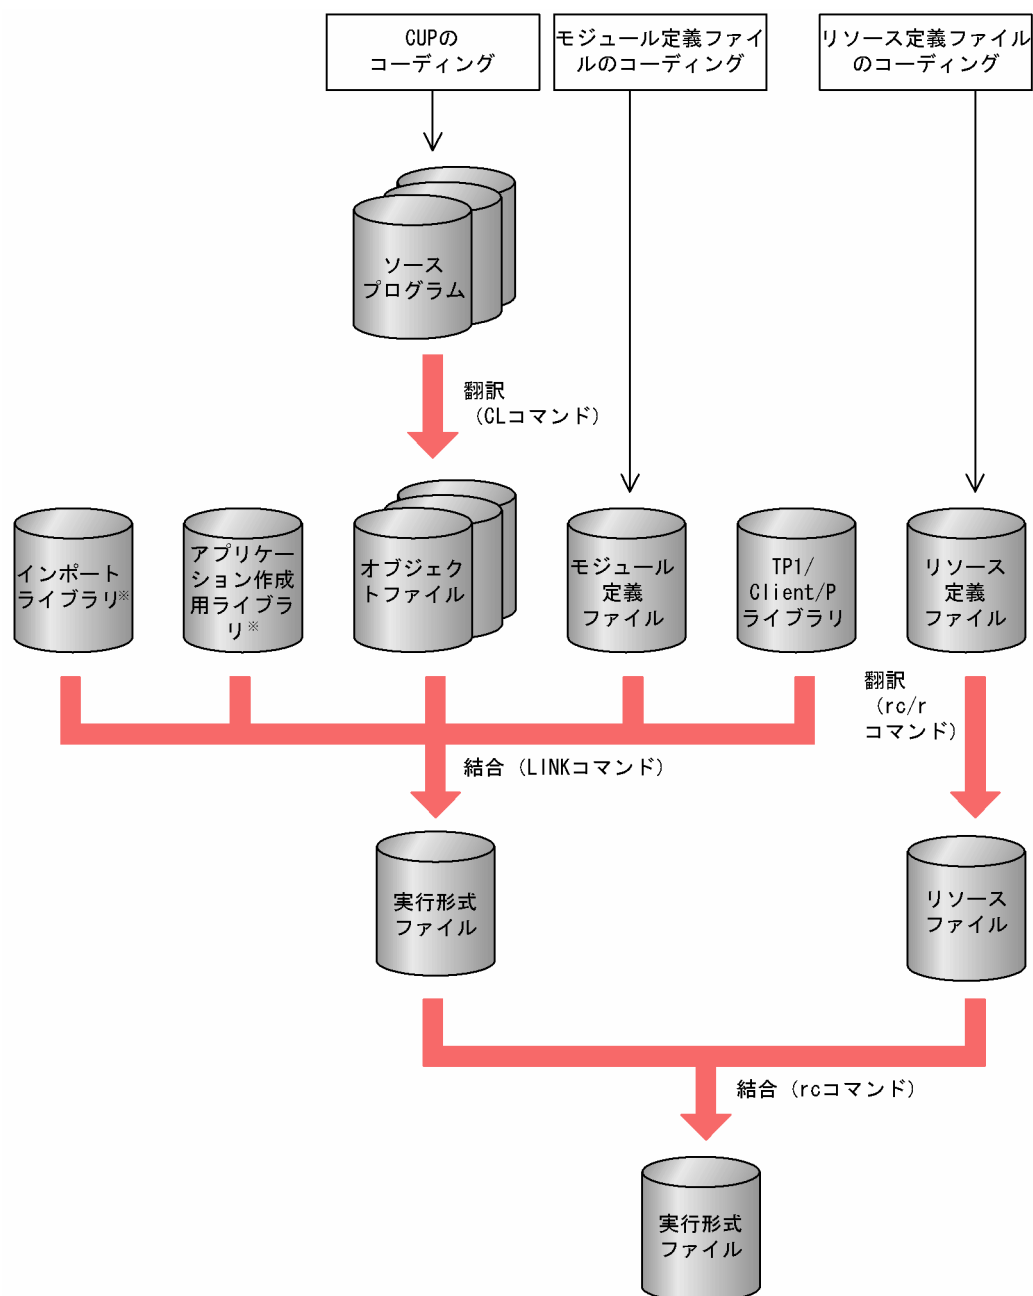 CUPの
コーディング
モジュール定義ファイ
ルのコーディング
リソース定義ファイル
のコーディング
ソース
プログラム
翻訳
（CLコマンド）
インポート
ライブラリ※
アプリケー
ション作成
用ライブラ
リ※
オブジェク
トファイル
モジュール
定義
ファイル
TP1/
Client/P
ライブラリ
リソース
定義
ファイル
翻訳
（rc/r
コマンド）
結合（LINKコマンド）
実行形式
ファイル
リソース
ファイル
結合（rcコマンド）
実行形式
ファイル